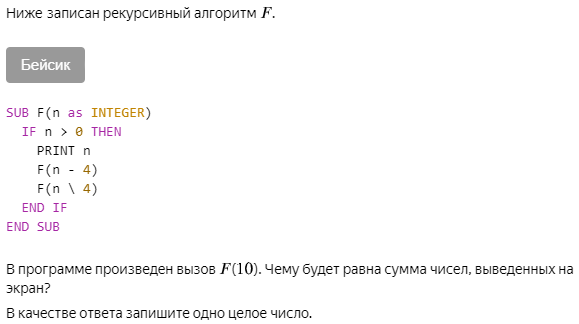 Ниже записан рекурсивный алгоритм F.
Бейсик
SUB F(n as INTEGER)
  IF n > 0 THEN
    PRINT n
    F(n - 4)
    F(n \ 4)
  END IF
END SUB
В программе произведен вызов F(10). Чему будет равна сумма чисел, выведенных на
экран?
В качестве ответа запишите одно целое число.